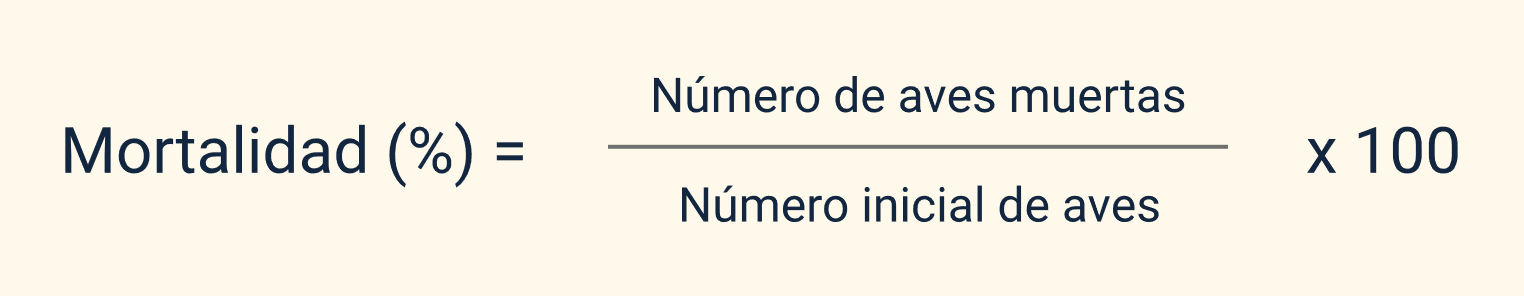 Número de aves muertas
Mortalidad (%) = x 100
Número inicial de aves